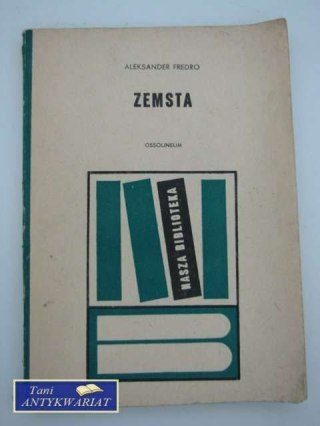 ALEKSANDER FREDRO
ZEMSTA
OSSOLINEUM
NASZA BIBLIOTEKA
Tani
ANTYKWARIAT